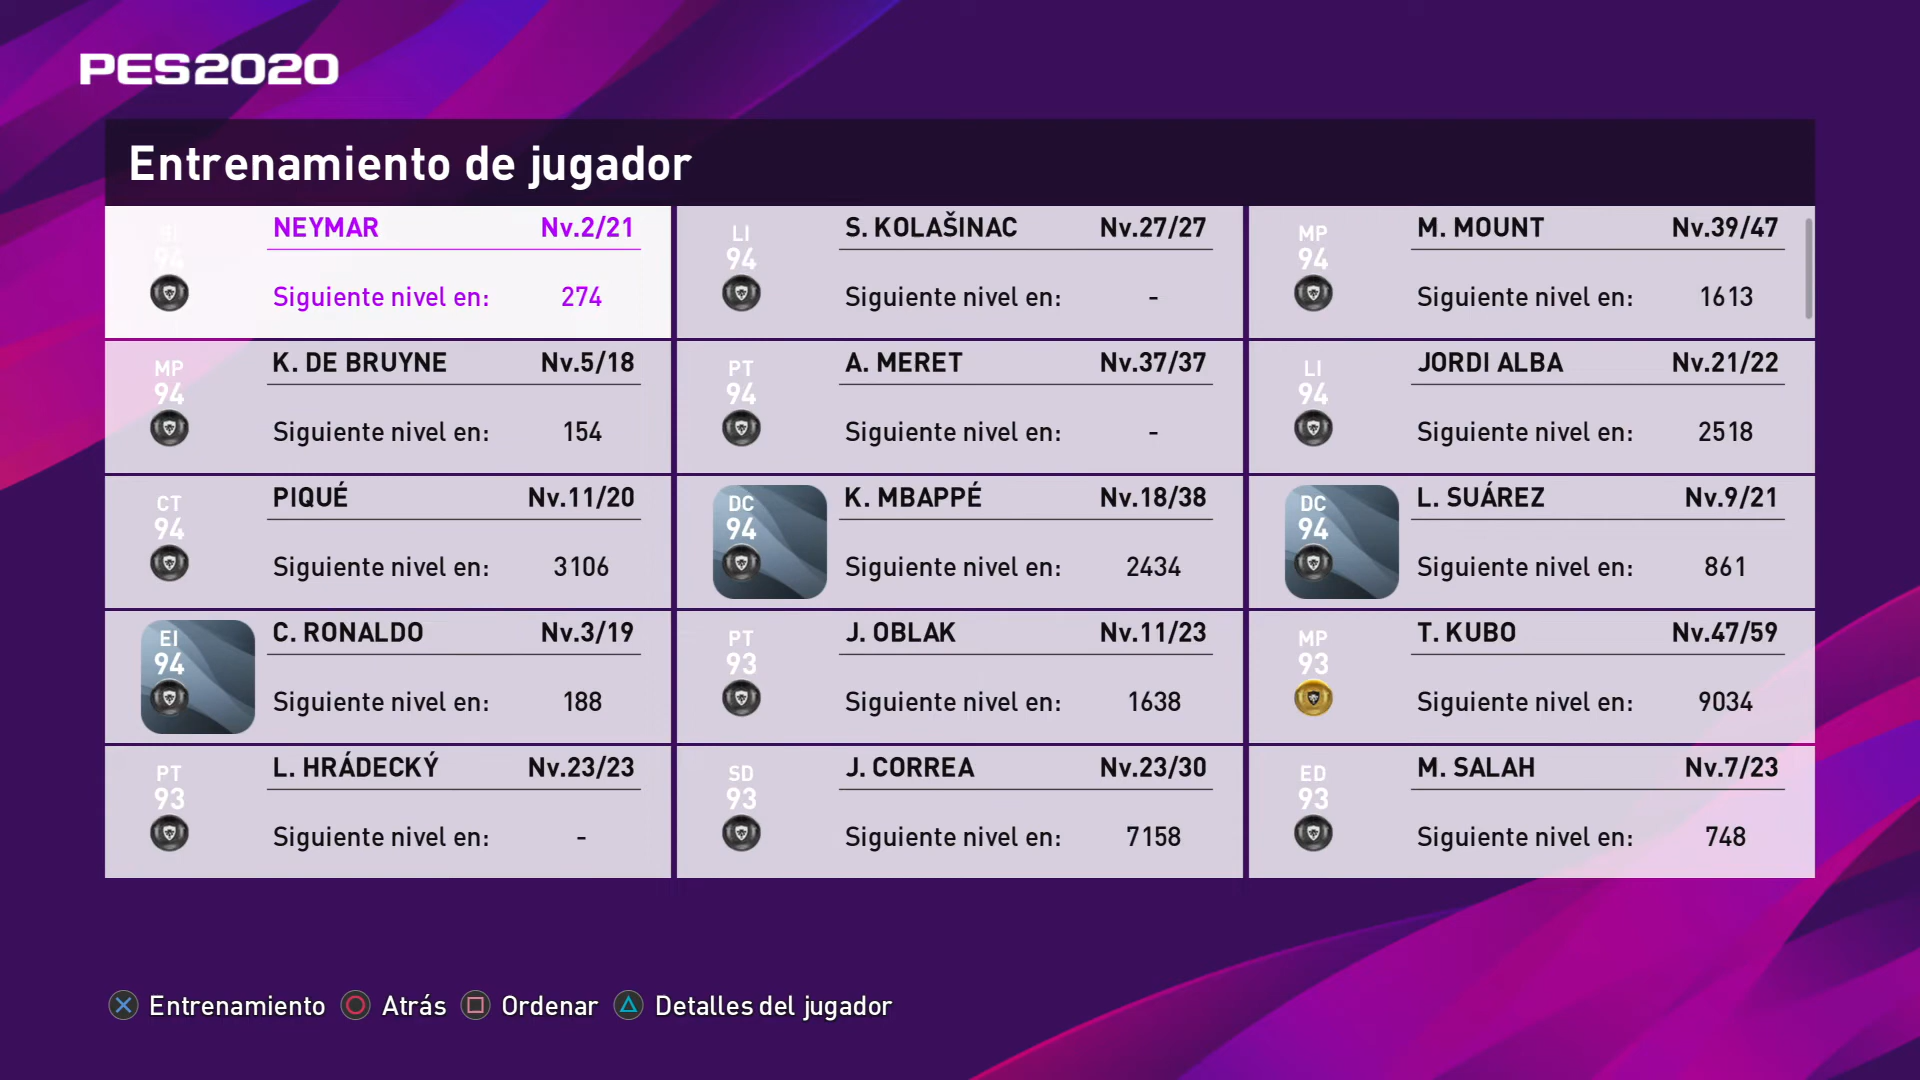 PES2020
Entrenamiento de jugador
94
NEYMAR Nv.2/21
Siguiente nivel en: 274
LI
94
S. KOLAŠINAC Nv.27/27
Siguiente nivel en: -
MP
94
M. MOUNT Nv.39/47
Siguiente nivel en: 1613
MP
94
K. DE BRUYNE Nv.5/18
Siguiente nivel en: 154
PT
94
A. MERET Nv.37/37
Siguiente nivel en: -
LI
94
JORDI ALBA Nv.21/22
Siguiente nivel en: 2518
CT
94
PIQUÉ Nv.11/20
Siguiente nivel en: 3106
DC
94
K. MBAPPÉ Nv.18/38
Siguiente nivel en: 2434
DC
94
L. SUÁREZ Nv.9/21
Siguiente nivel en: 861
EI
94
C. RONALDO Nv.3/19
Siguiente nivel en: 188
PT
93
J. OBLAK Nv.11/23
Siguiente nivel en: 1638
MP
93
T. KUBO Nv.47/59
Siguiente nivel en: 9034
PT
93
L. HRÁDECKÝ Nv.23/23
Siguiente nivel en: -
SD
93
J. CORREA Nv.23/30
Siguiente nivel en: 7158
ED
93
M. SALAH Nv.7/23
Siguiente nivel en: 748
Entrenamiento Atrás Ordenar Detalles del jugador